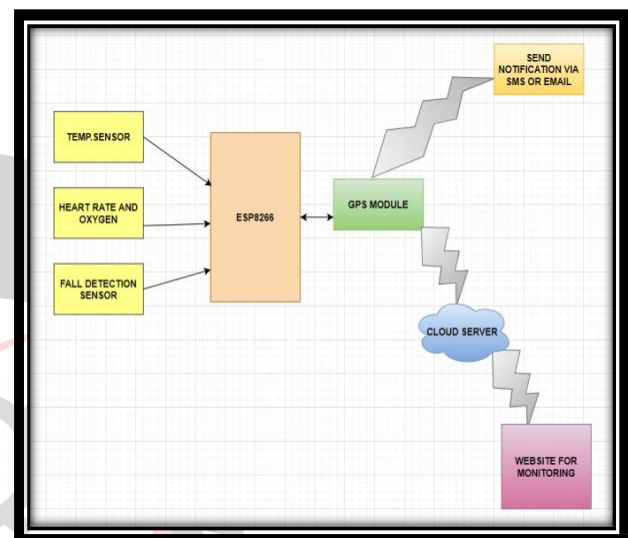 SEND
NOTIFICATION VIA
SMS OR EMAIL
TEMP.SENSOR
HEART RATE AND
OXYGEN
ESP8266
GPS MODULE
FALL DETECTION
SENSOR
CLOUD SERVER
WEBSITE FOR
MONITORING